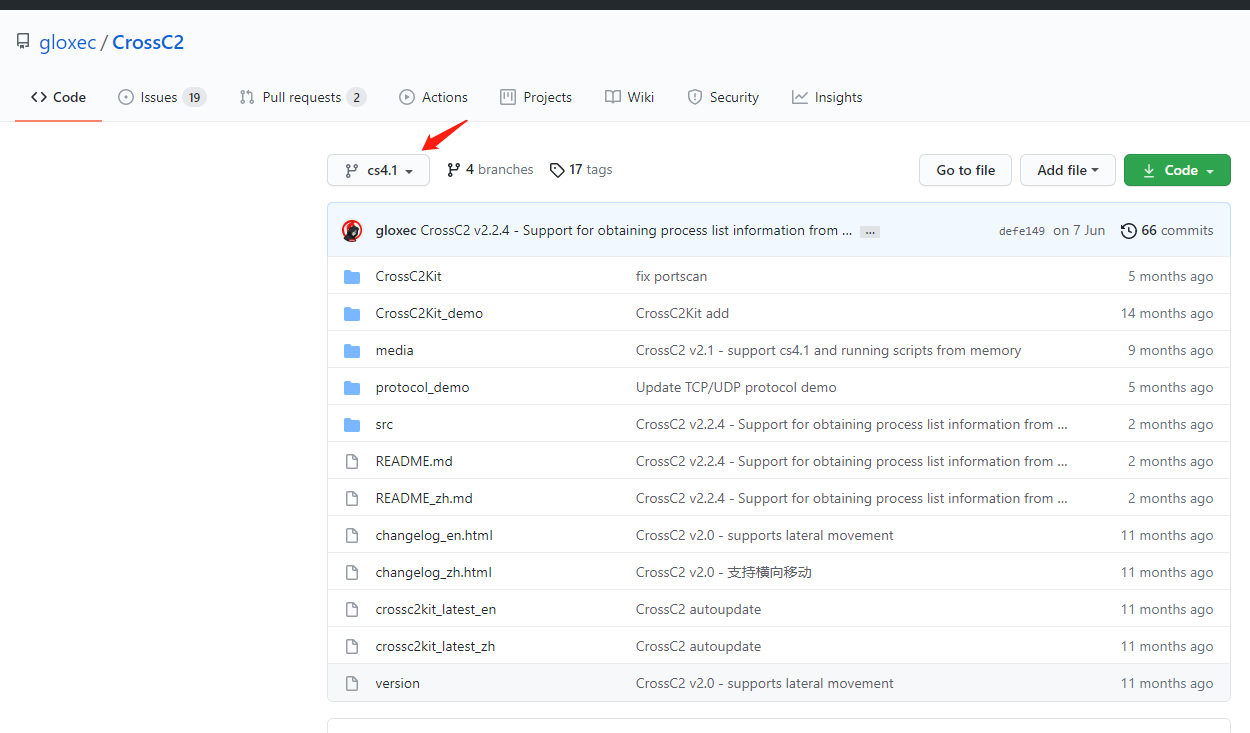 gloxec / CrossC2
Code Issues 19 Pull requests 2 Actions Projects Wiki Security Insights
cs4.1 4 branches 17 tags Go to file Add file Code
gloxec CrossC2 v2.2.4 - Support for obtaining process list information from ... ... defe149 on 7 Jun 66 commits
CrossC2Kit fix portscan 5 months ago
CrossC2Kit_demo CrossC2Kit add 14 months ago
media CrossC2 v2.1 - support cs4.1 and running scripts from memory 9 months ago
protocol_demo Update TCP/UDP protocol demo 5 months ago
src CrossC2 v2.2.4 - Support for obtaining process list information from ... 2 months ago
README.md CrossC2 v2.2.4 - Support for obtaining process list information from ... 2 months ago
README_zh.md CrossC2 v2.2.4 - Support for obtaining process list information from ... 2 months ago
changelog_en.html CrossC2 v2.0 - supports lateral movement 11 months ago
changelog_zh.html CrossC2 v2.0 - 支持横向移动 11 months ago
crossc2kit_latest_en CrossC2 autoupdate 11 months ago
crossc2kit_latest_zh CrossC2 autoupdate 11 months ago
version CrossC2 v2.0 - supports lateral movement 11 months ago